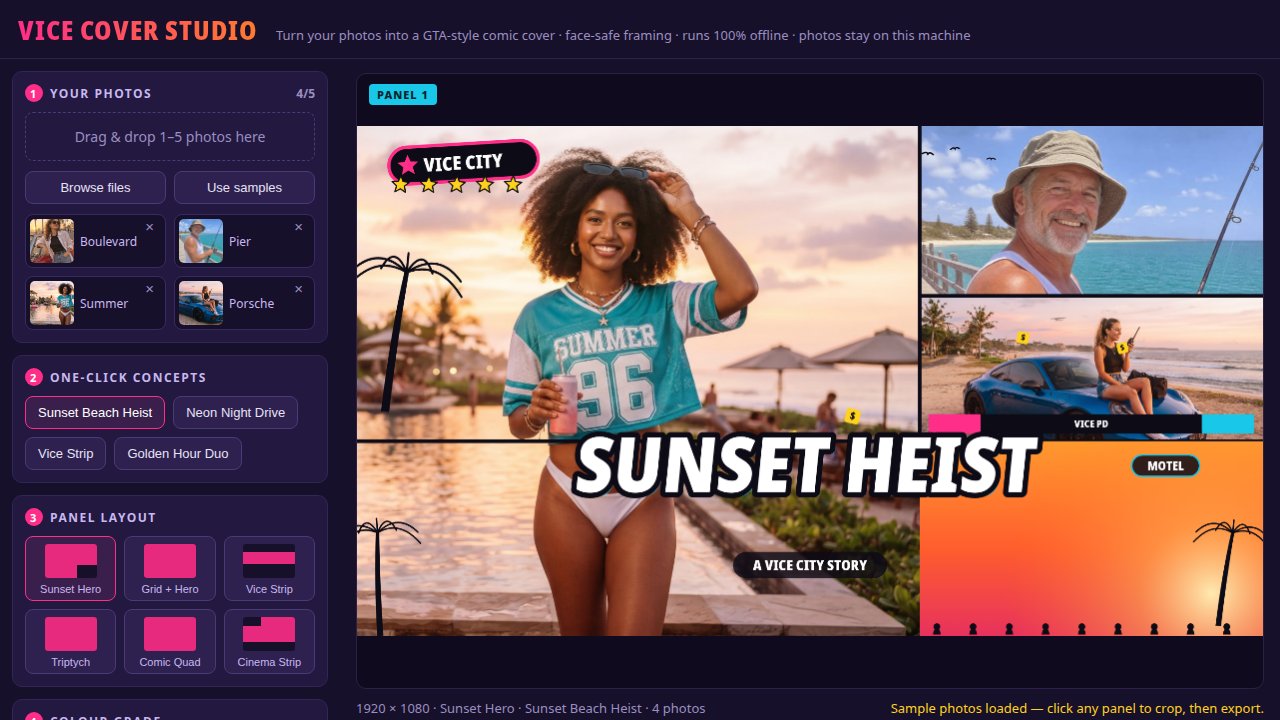 VICE COVER STUDIO
Turn your photos into a GTA-style comic cover · face-safe framing · runs 100% offline · photos stay on this machine
1 YOUR PHOTOS 4/5
Drag & drop 1–5 photos here
Browse files
Use samples
Boulevard ×
Pier ×
Summer ×
Porsche ×
2 ONE-CLICK CONCEPTS
Sunset Beach Heist
Neon Night Drive
Vice Strip
Golden Hour Duo
3 PANEL LAYOUT
Sunset Hero
Grid + Hero
Vice Strip
Triptych
Comic Quad
Cinema Strip
4 COLOUR GRADE
PANEL 1
VICE CITY
SUMMER
96
$
$
$
VICE PD
SUNSET HEIST
MOTEL
A VICE CITY STORY
1920 × 1080 · Sunset Hero · Sunset Beach Heist · 4 photos
Sample photos loaded — click any panel to crop, then export.